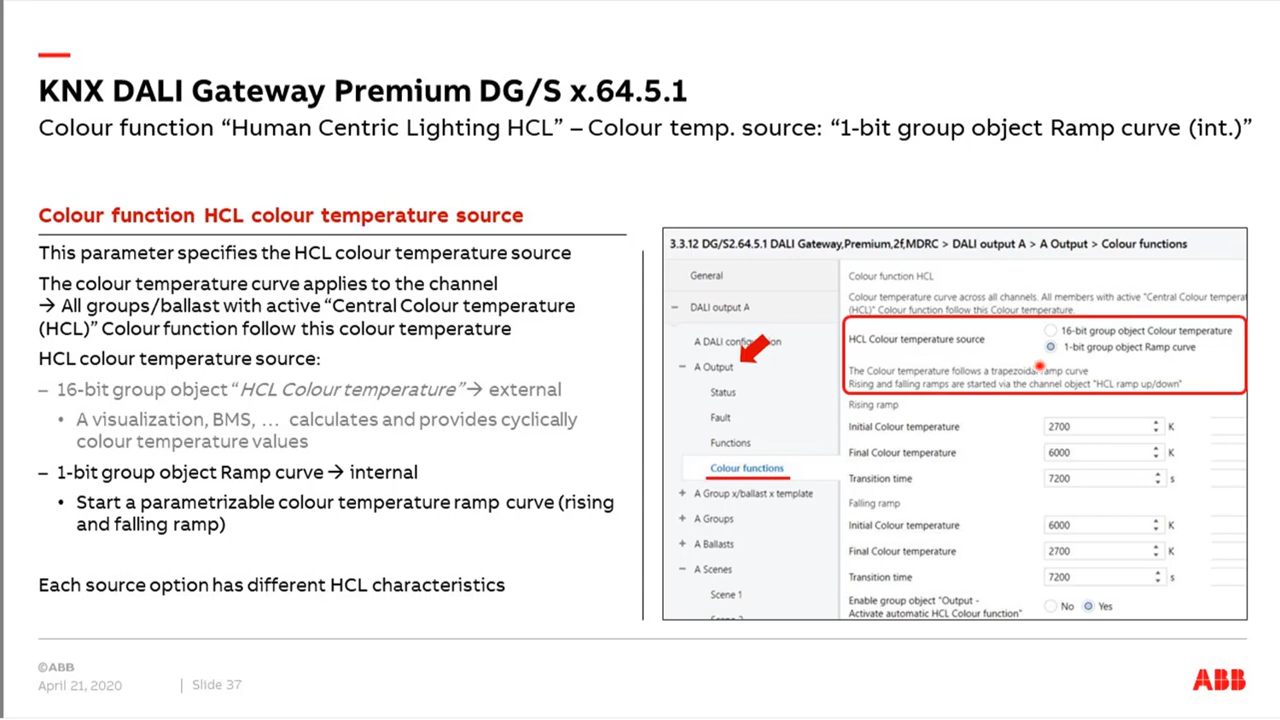 KNX DALI Gateway Premium DG/S x.64.5.1
Colour function “Human Centric Lighting HCL” – Colour temp. source: “1-bit group object Ramp curve (int.)”
Colour function HCL colour temperature source
This parameter specifies the HCL colour temperature source
The colour temperature curve applies to the channel
→ All groups/ballast with active “Central Colour temperature
(HCL)” Colour function follow this colour temperature
HCL colour temperature source:
– 16-bit group object “HCL Colour temperature”→ external
• A visualization, BMS, … calculates and provides cyclically
colour temperature values
– 1-bit group object Ramp curve → internal
• Start a parametrizable colour temperature ramp curve (rising
and falling ramp)
Each source option has different HCL characteristics
3.3.12 DG/S2.64.5.1 DALI Gateway,Premium,2f,MDRC > DALI output A > A Output > Colour functions
General
− DALI output A
A DALI
− A Output
Status
Fault
Functions
Colour functions
+ A Group x/ballast x template
+ A Groups
+ A Ballasts
− A Scenes
Scene 1
Colour function HCL
Colour temperature curve across all channels. All members with active "Central Colour temperat
(HCL)" Colour function follow this Colour temperature.
HCL Colour temperature source
16-bit group object Colour temperature
1-bit group object Ramp curve
The Colour temperature follows a trapezoidal ramp curve
Rising and falling ramps are started via the channel object "HCL ramp up/down"
Rising ramp
Initial Colour temperature 2700 K
Final Colour temperature 6000 K
Transition time 7200 s
Falling ramp
Initial Colour temperature 6000 K
Final Colour temperature 2700 K
Transition time 7200 s
Enable group object "Output -
Activate automatic HCL Colour function"
No Yes
©ABB
April 21, 2020 | Slide 37
ABB